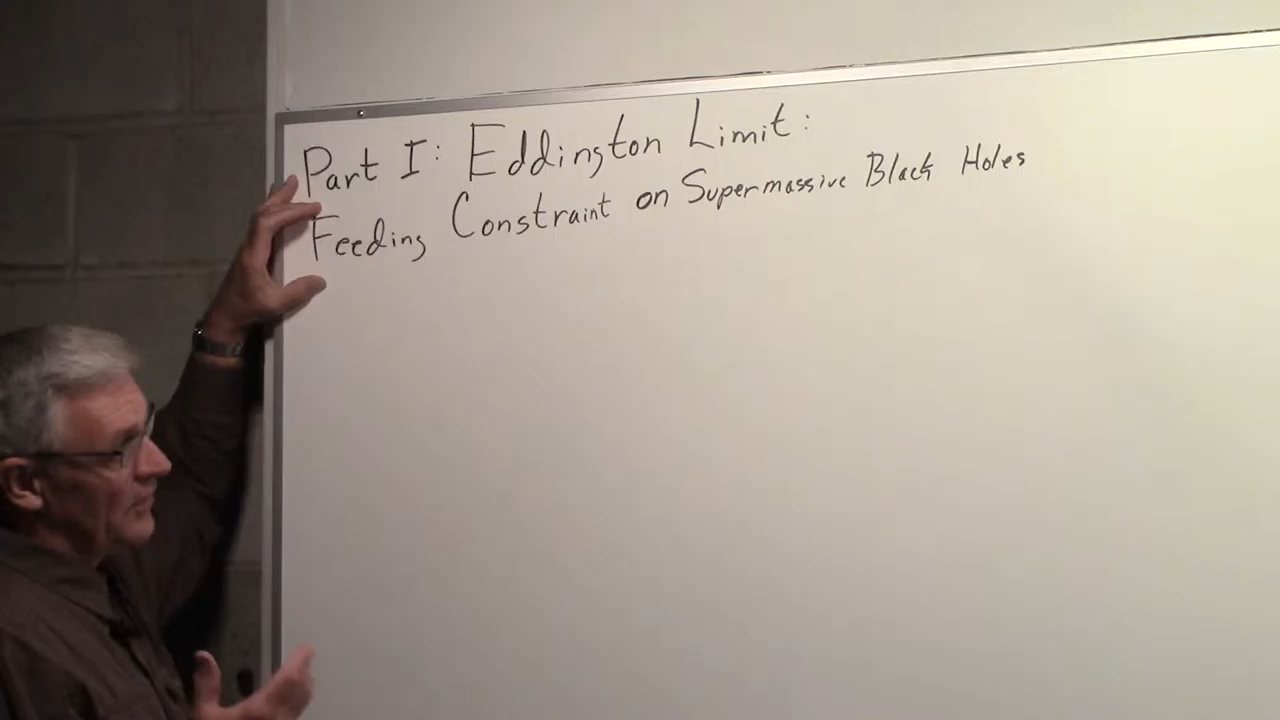 Part I: Eddington Limit:
Feeding Constraint on Supermassive Black Holes